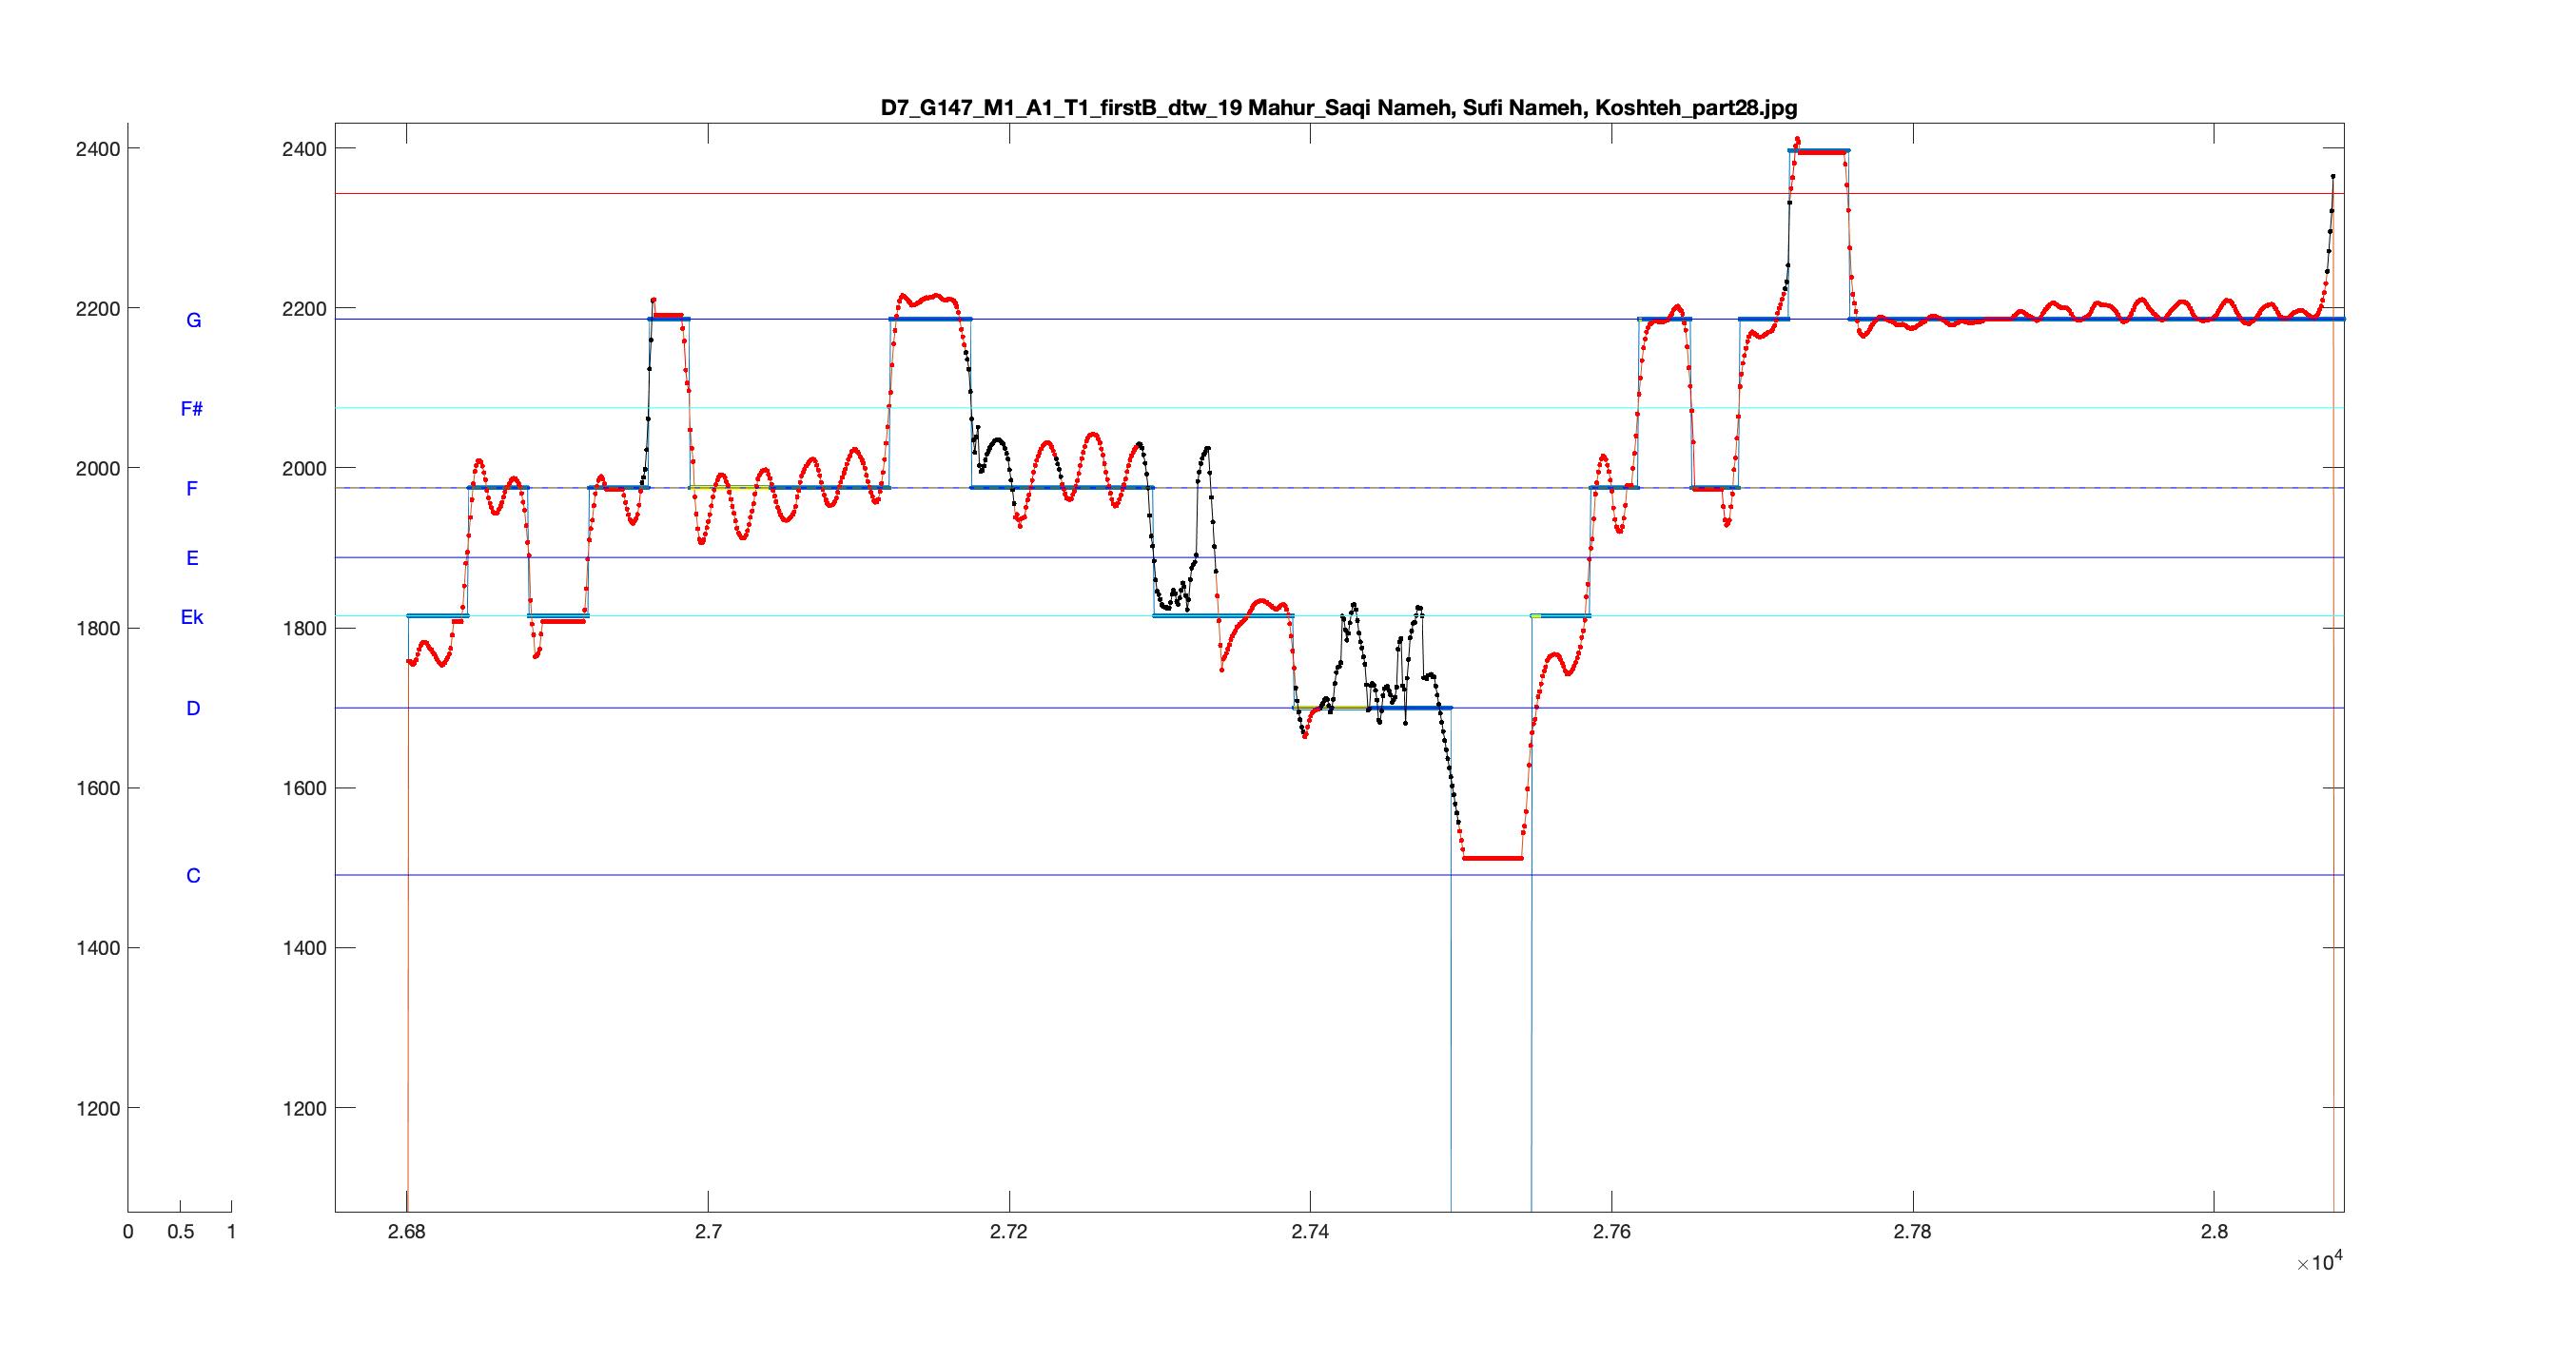 D7_G147_M1_A1_T1_firstB_dtw_19 Mahur_Saqi Nameh, Sufi Nameh, Koshteh_part28.jpg
2400 2400
2200 G 2200
F#
2000 2000
F
E
Ek
1800 1800
D
1600 1600
C
1400 1400
1200 1200
0 0.5 1 2.68 2.7 2.72 2.74 2.76 2.78 2.8
×10^4